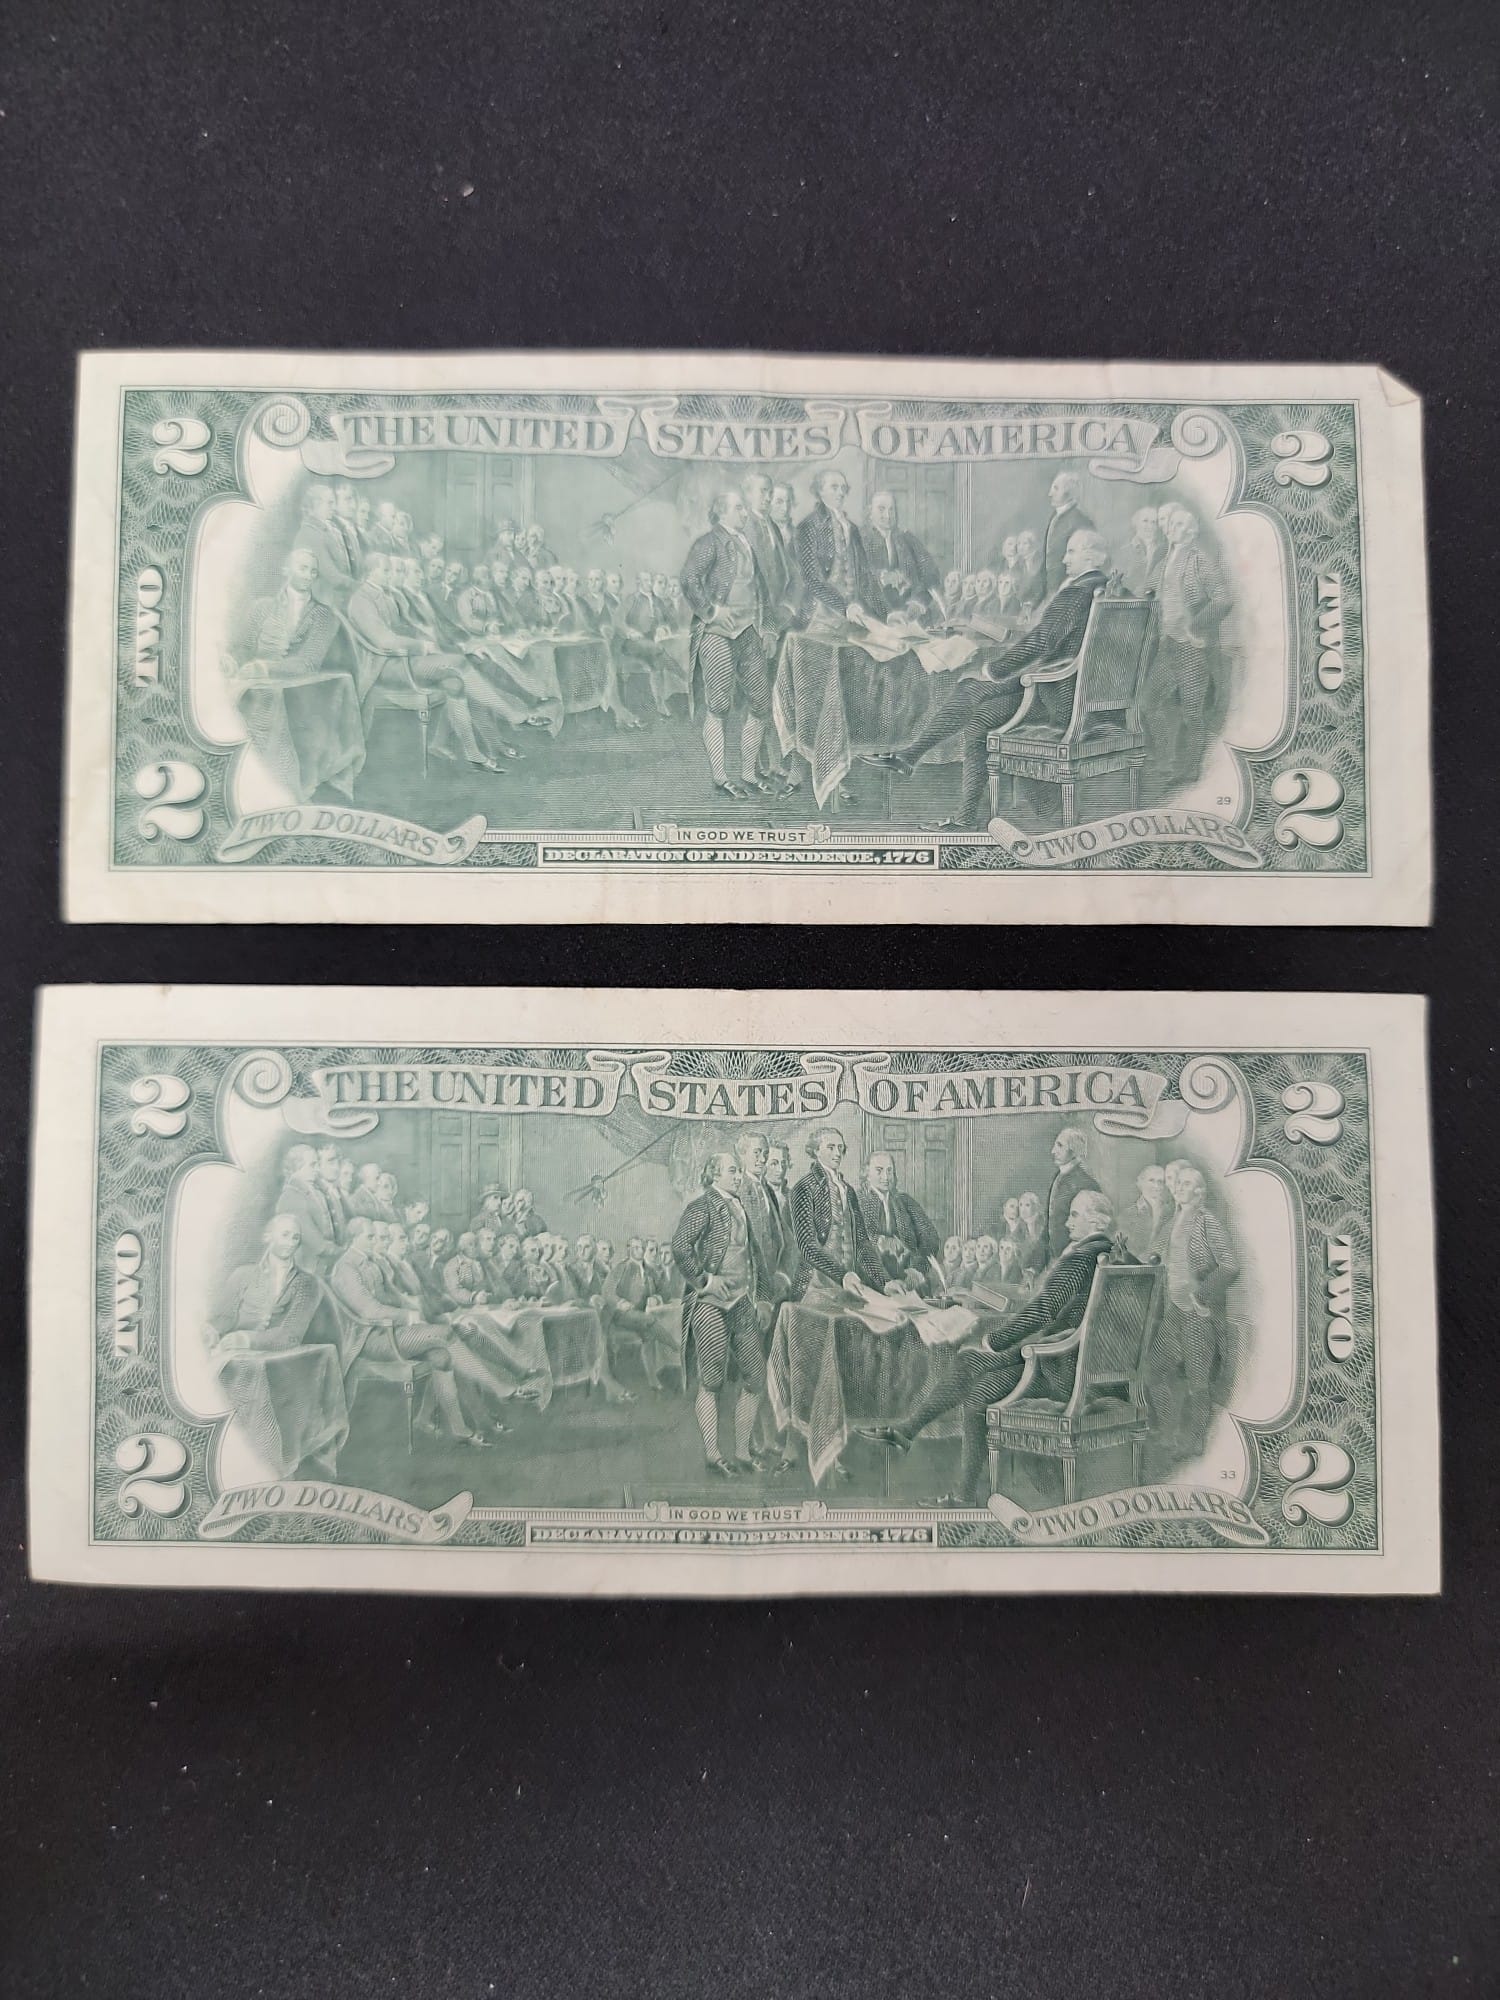 2 THE UNITED STATES OF AMERICA 2
TWO TWO
29
2 TWO DOLLARS IN GOD WE TRUST TWO DOLLARS 2
DECLARATION OF INDEPENDENCE, 1776
2 THE UNITED STATES OF AMERICA 2
TWO TWO
33
2 TWO DOLLARS IN GOD WE TRUST TWO DOLLARS 2
DECLARATION OF INDEPENDENCE, 1776